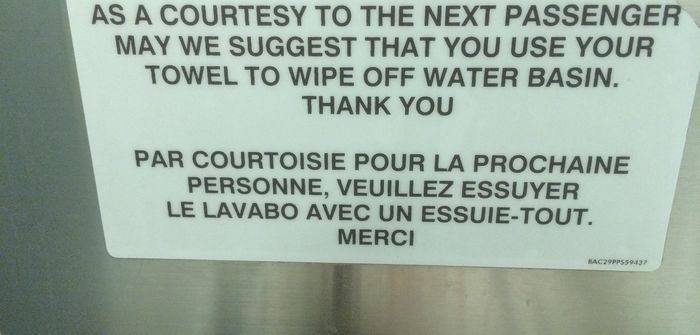 AS A COURTESY TO THE NEXT PASSENGER
MAY WE SUGGEST THAT YOU USE YOUR
TOWEL TO WIPE OFF WATER BASIN.
THANK YOU
PAR COURTOISIE POUR LA PROCHAINE
PERSONNE, VEUILLEZ ESSUYER
LE LAVABO AVEC UN ESSUIE-TOUT.
MERCI
BAC29PPS59437